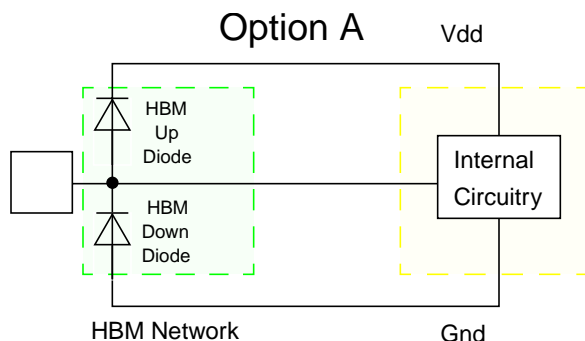 Option A
Vdd
HBM
Up
Diode
Internal
Circuitry
HBM
Down
Diode
HBM Network
Gnd